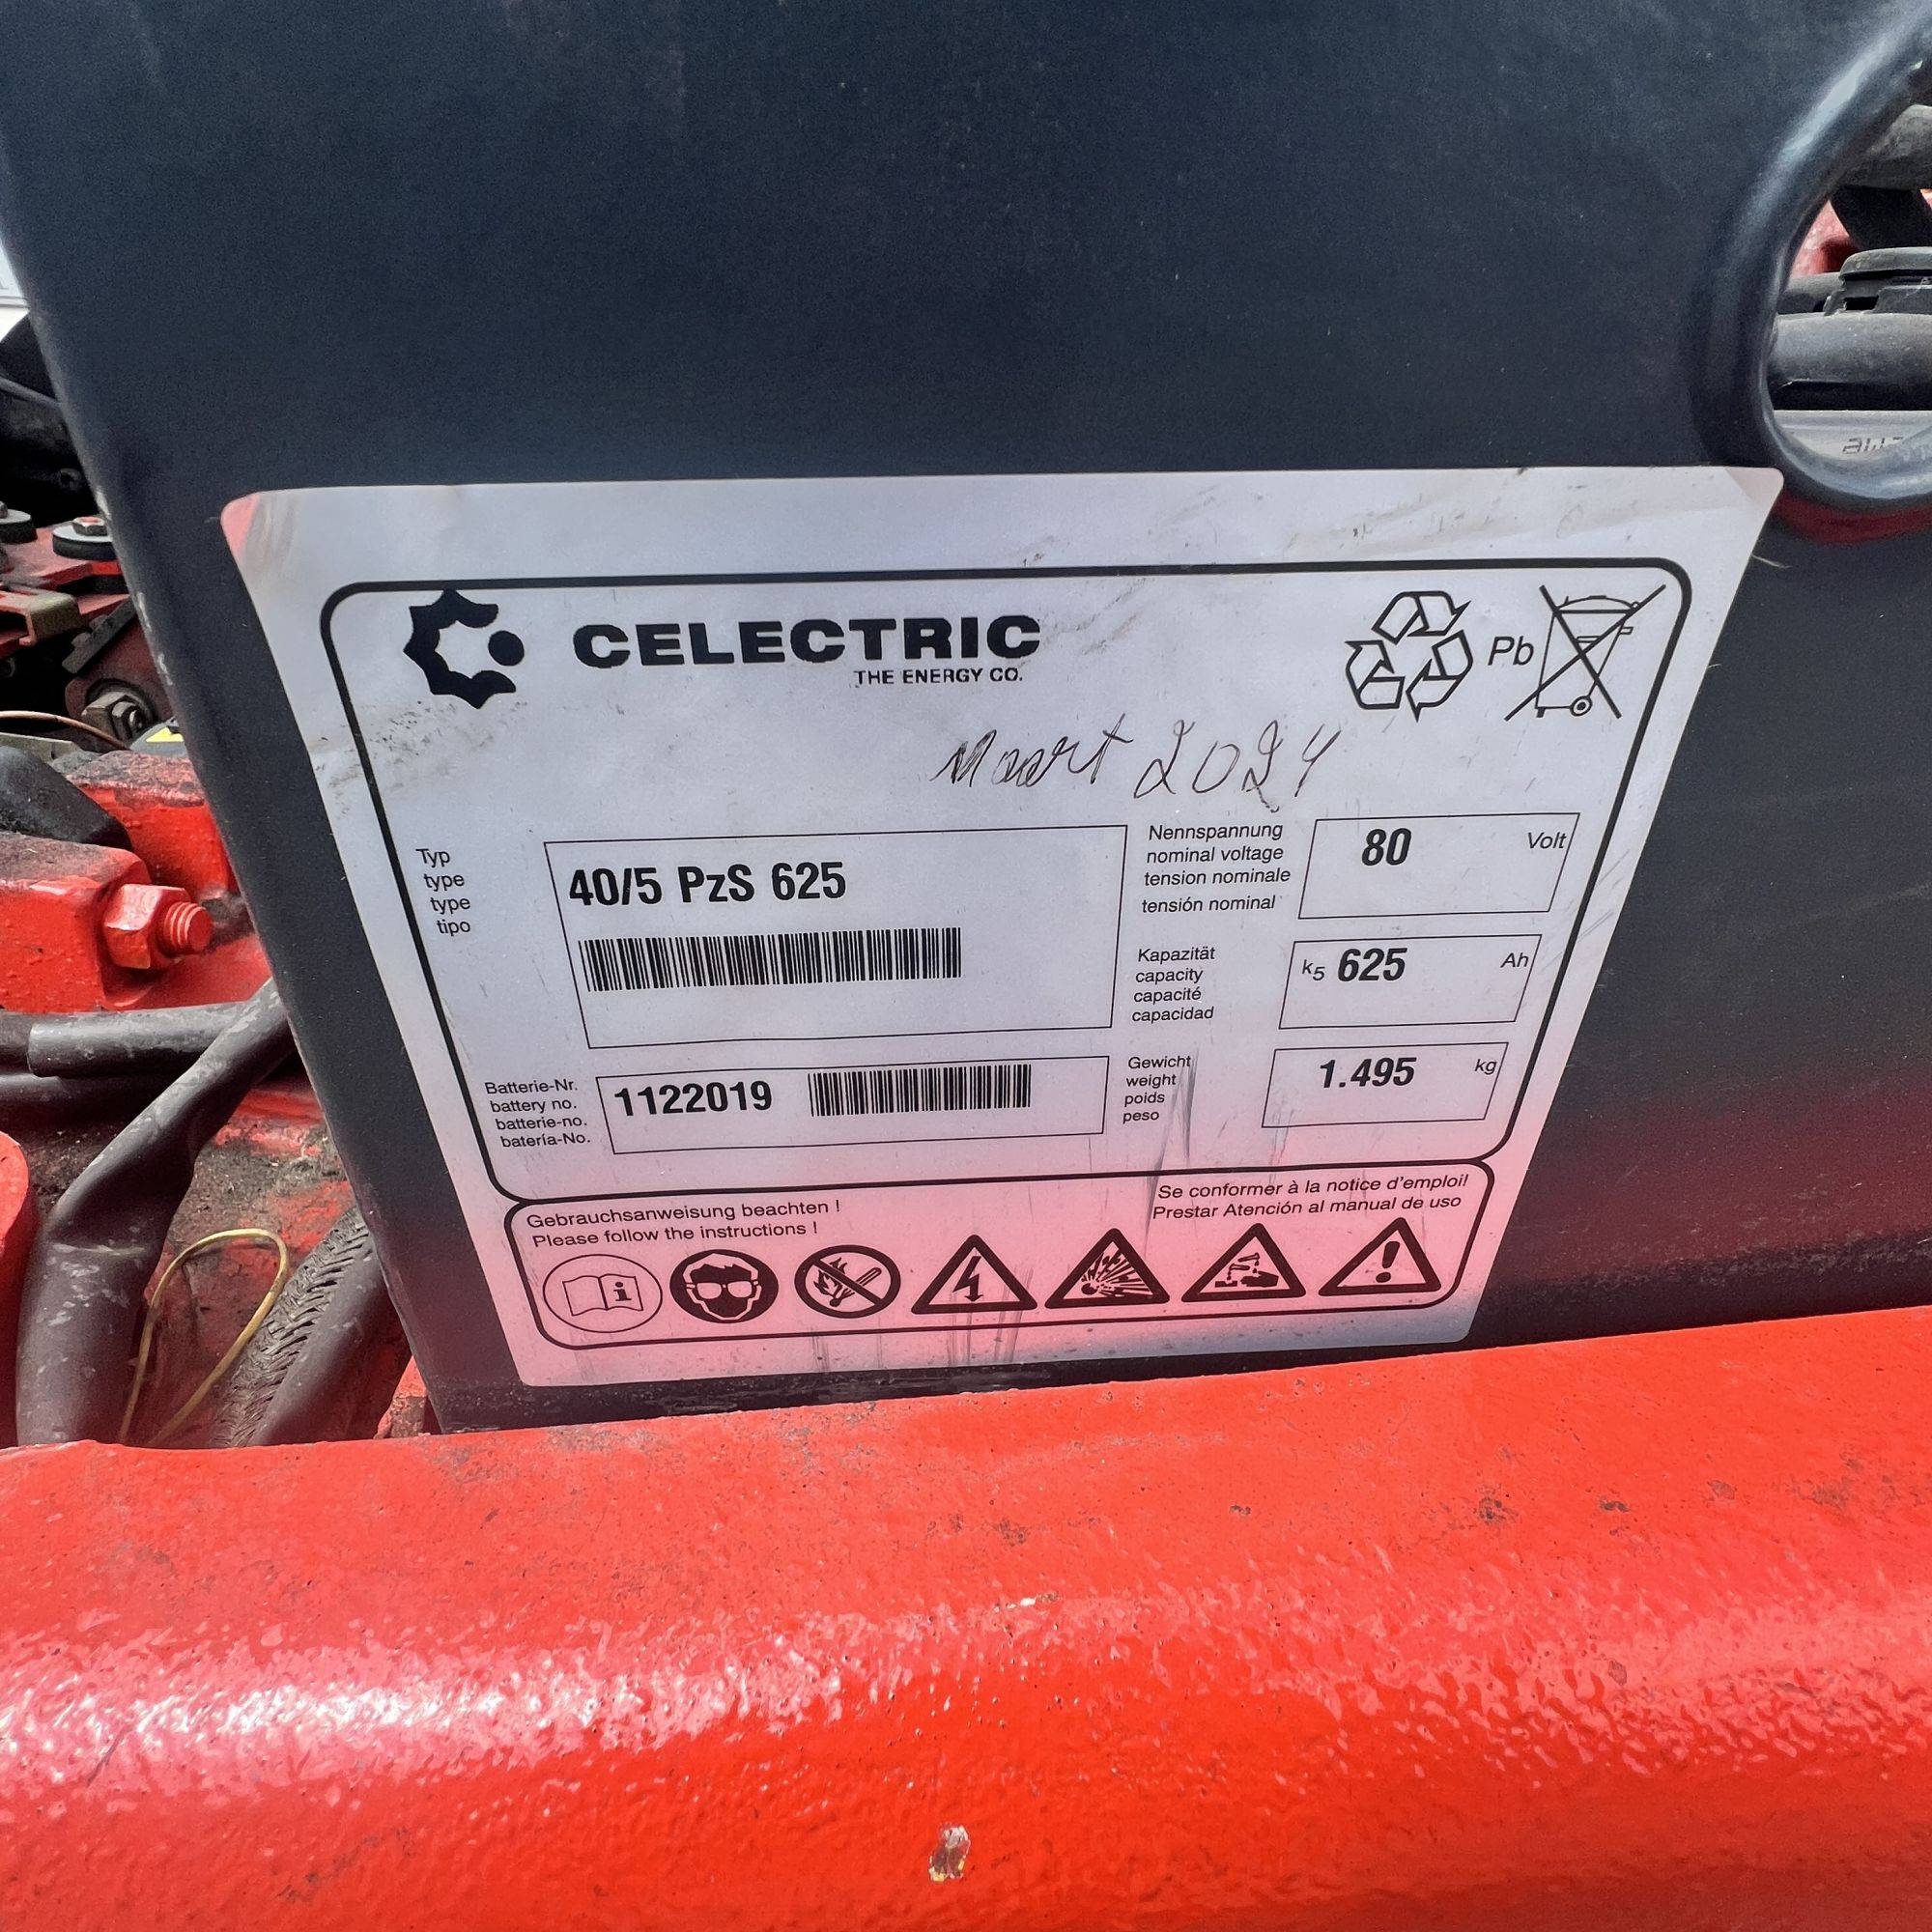 CELECTRIC
THE ENERGY CO.
Pb
Maart 2024
Typ
type
type
tipo
40/5 PzS 625
Nennspannung
nominal voltage
tension nominale
tensión nominal
80 Volt
Kapazität
capacity
capacité
capacidad
k5 625 Ah
Batterie-Nr.
battery no.
batterie-no.
batería-No.
1122019
Gewicht
weight
poids
peso
1.495 kg
Gebrauchsanweisung beachten !
Please follow the instructions !
Se conformer à la notice d'emploi!
Prestar Atención al manual de uso